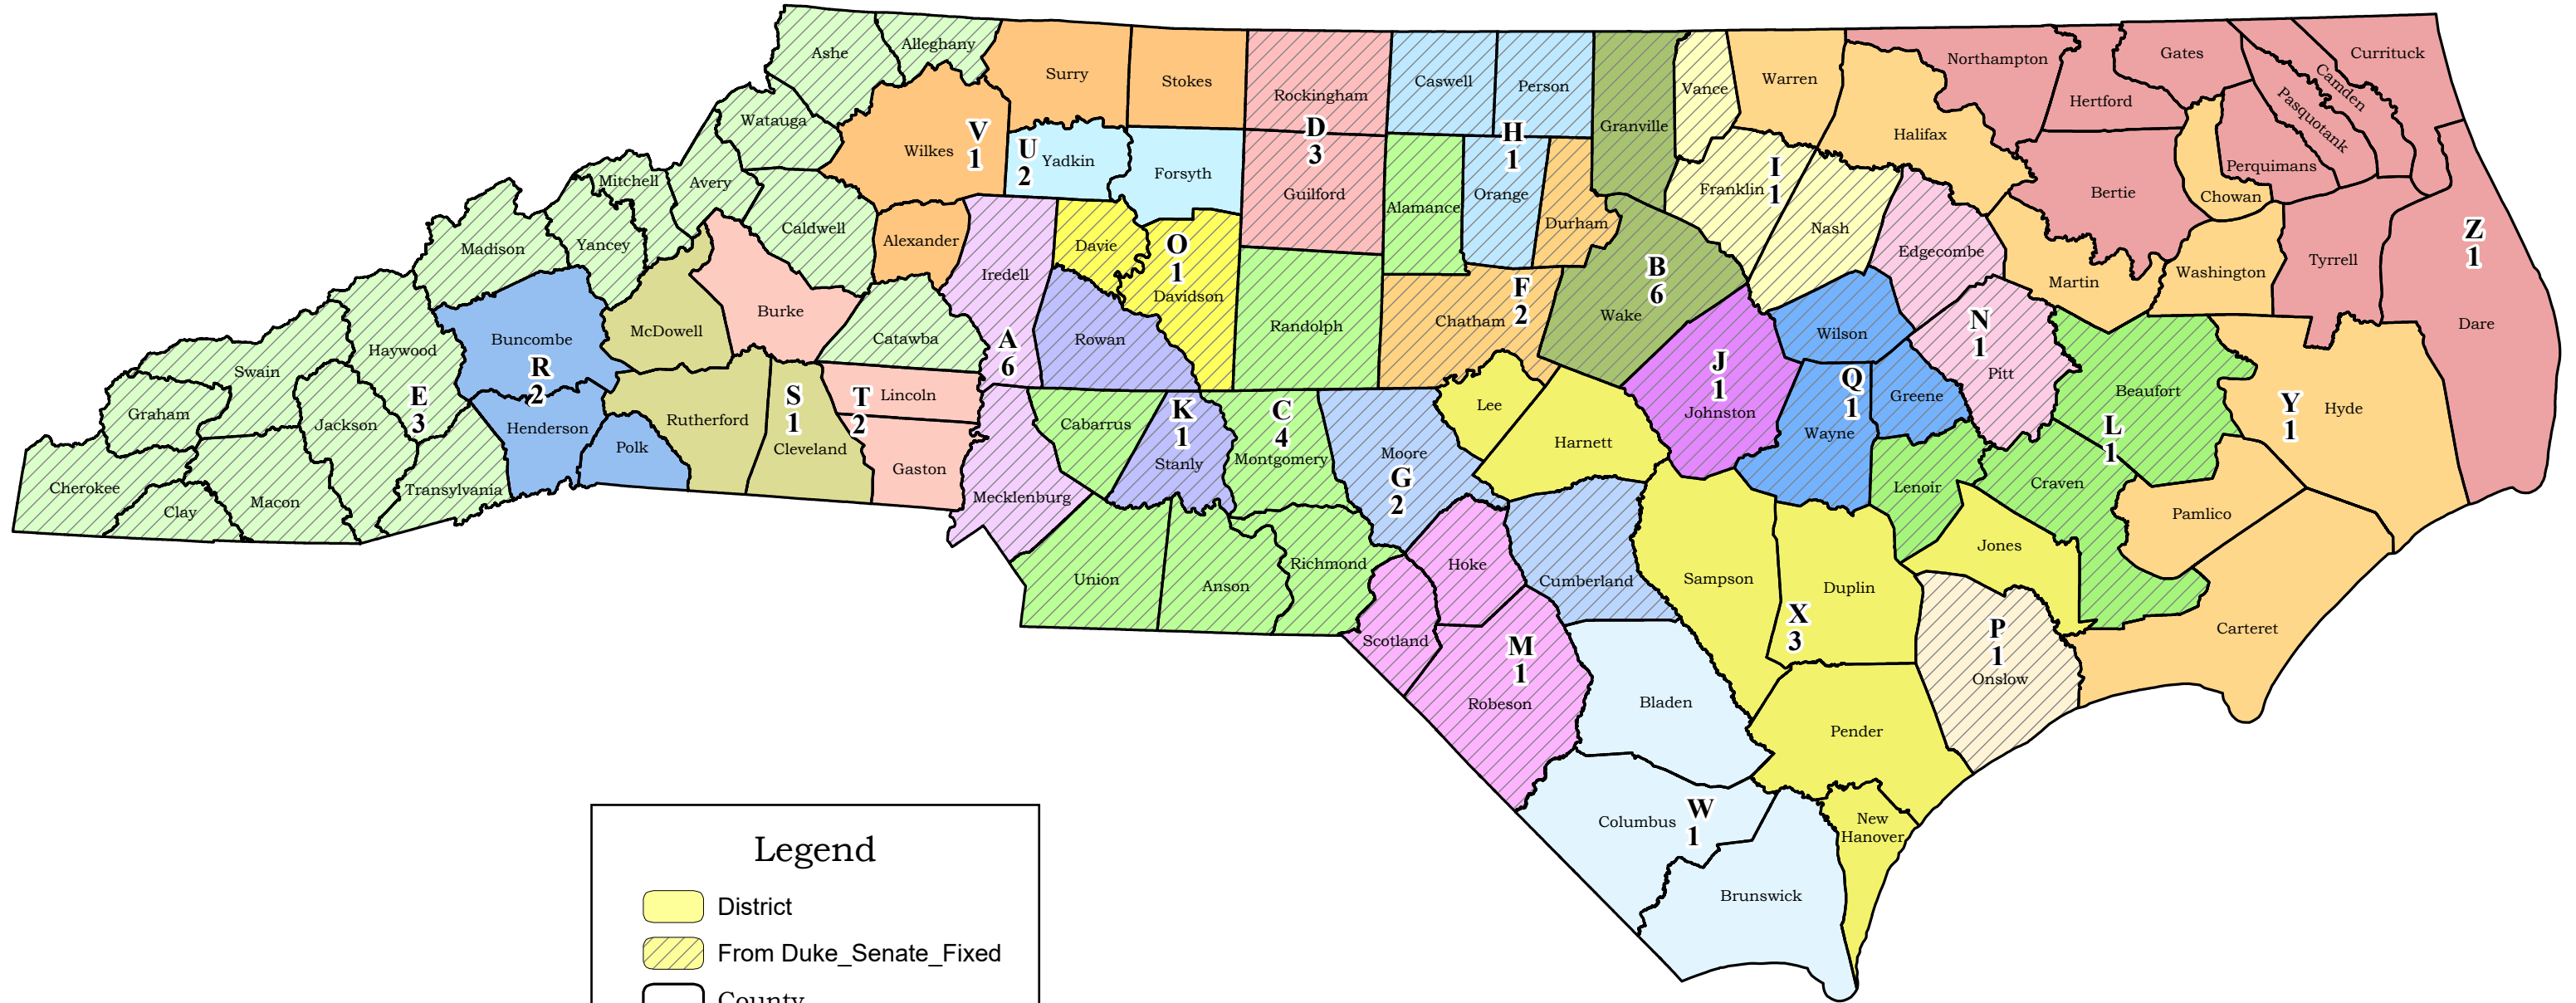 Ashe
Alleghany
Surry
Stokes
Rockingham
Caswell
Person
Granville
Vance
Warren
Northampton
Gates
Hertford
Currituck
Camden
Pasquotank
Perquimans
Halifax
Watauga
Wilkes
V
1
U
2
Yadkin
Forsyth
D
3
Guilford
H
1
Alamance
Orange
Durham
Franklin
I
1
Nash
Edgecombe
Bertie
Chowan
Mitchell
Avery
Caldwell
Alexander
Madison
Yancey
Iredell
Davie
O
1
Davidson
Randolph
Chatham
F
2
B
6
Wake
Martin
Washington
Tyrrell
Z
1
Dare
Buncombe
R
2
McDowell
Burke
Catawba
A
6
Rowan
Wilson
N
1
Pitt
Beaufort
Hyde
Y
1
Haywood
Swain
Graham
Jackson
E
3
Henderson
Polk
Rutherford
S
1
Cleveland
T
2
Lincoln
Gaston
Cabarrus
K
1
Stanly
C
4
Montgomery
Moore
G
2
Lee
Harnett
J
1
Johnston
Q
1
Wayne
Greene
L
1
Lenoir
Craven
Pamlico
Cherokee
Clay
Macon
Transylvania
Mecklenburg
Union
Anson
Richmond
Hoke
Scotland
Cumberland
Sampson
Duplin
Jones
X
3
P
1
Onslow
Carteret
M
1
Robeson
Bladen
Pender
Columbus
W
1
Brunswick
New
Hanover
Legend
District
From Duke_Senate_Fixed
County